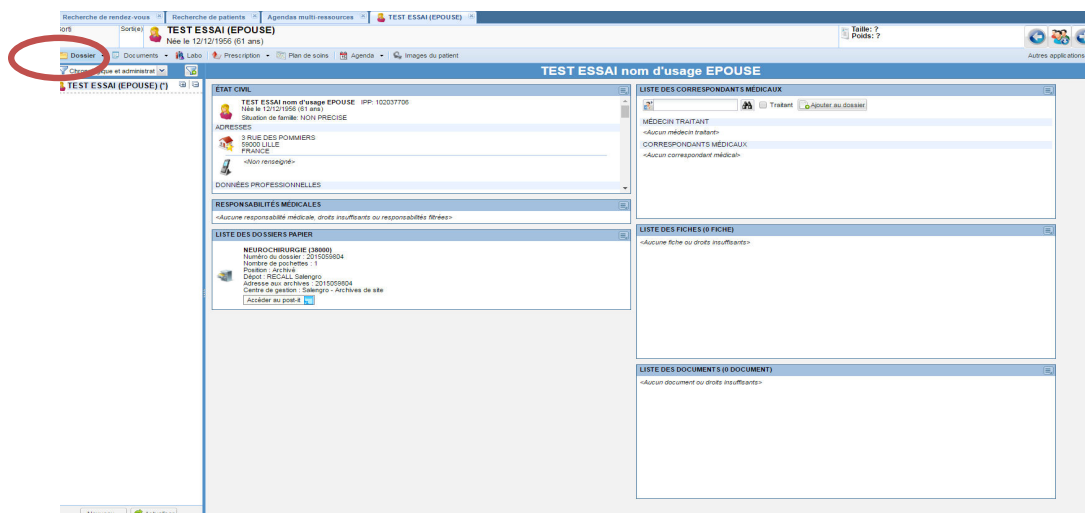 Recherche de rendez-vous Recherche de patients Agendas multi-ressources TEST ESSAI (EPOUSE)
Sorti(e) TEST ESSAI (EPOUSE)
Née le 12/12/1956 (61 ans)
Taille: ?
Poids: ?
Autres applications
Dossier Documents Labo Prescription Plan de soins Agenda Images du patient
TEST ESSAI nom d'usage EPOUSE
TEST ESSAI (EPOUSE) (*)
ÉTAT CIVIL
TEST ESSAI nom d'usage EPOUSE IPP: 102037706
Née le 12/12/1956 (61 ans)
Situation de famille: NON PRECISE
ADRESSES
3 RUE DES POMMIERS
59000 LILLE
FRANCE
<Non renseigné>
DONNÉES PROFESSIONNELLES
RESPONSABILITÉS MÉDICALES
<Aucune responsabilité médicale, droits insuffisants ou responsabilités filtrées>
LISTE DES DOSSIERS PAPIER
NEUROCHIRURGIE (38000)
Numéro du dossier : 2015059804
Nombre de pochettes : 1
Position : Archivé
Dépot : RECALL Salengro
Adresse aux archives : 2015059804
Centre de gestion : Salengro - Archives de site
Accéder au post-it
LISTE DES CORRESPONDANTS MÉDICAUX
Traitant Ajouter au dossier
MÉDECIN TRAITANT
<Aucun médecin traitant>
CORRESPONDANTS MÉDICAUX
<Aucun correspondant médical>
LISTE DES FICHES (0 FICHE)
<Aucune fiche ou droits insuffisants>
LISTE DES DOCUMENTS (0 DOCUMENT)
<Aucun document ou droits insuffisants>